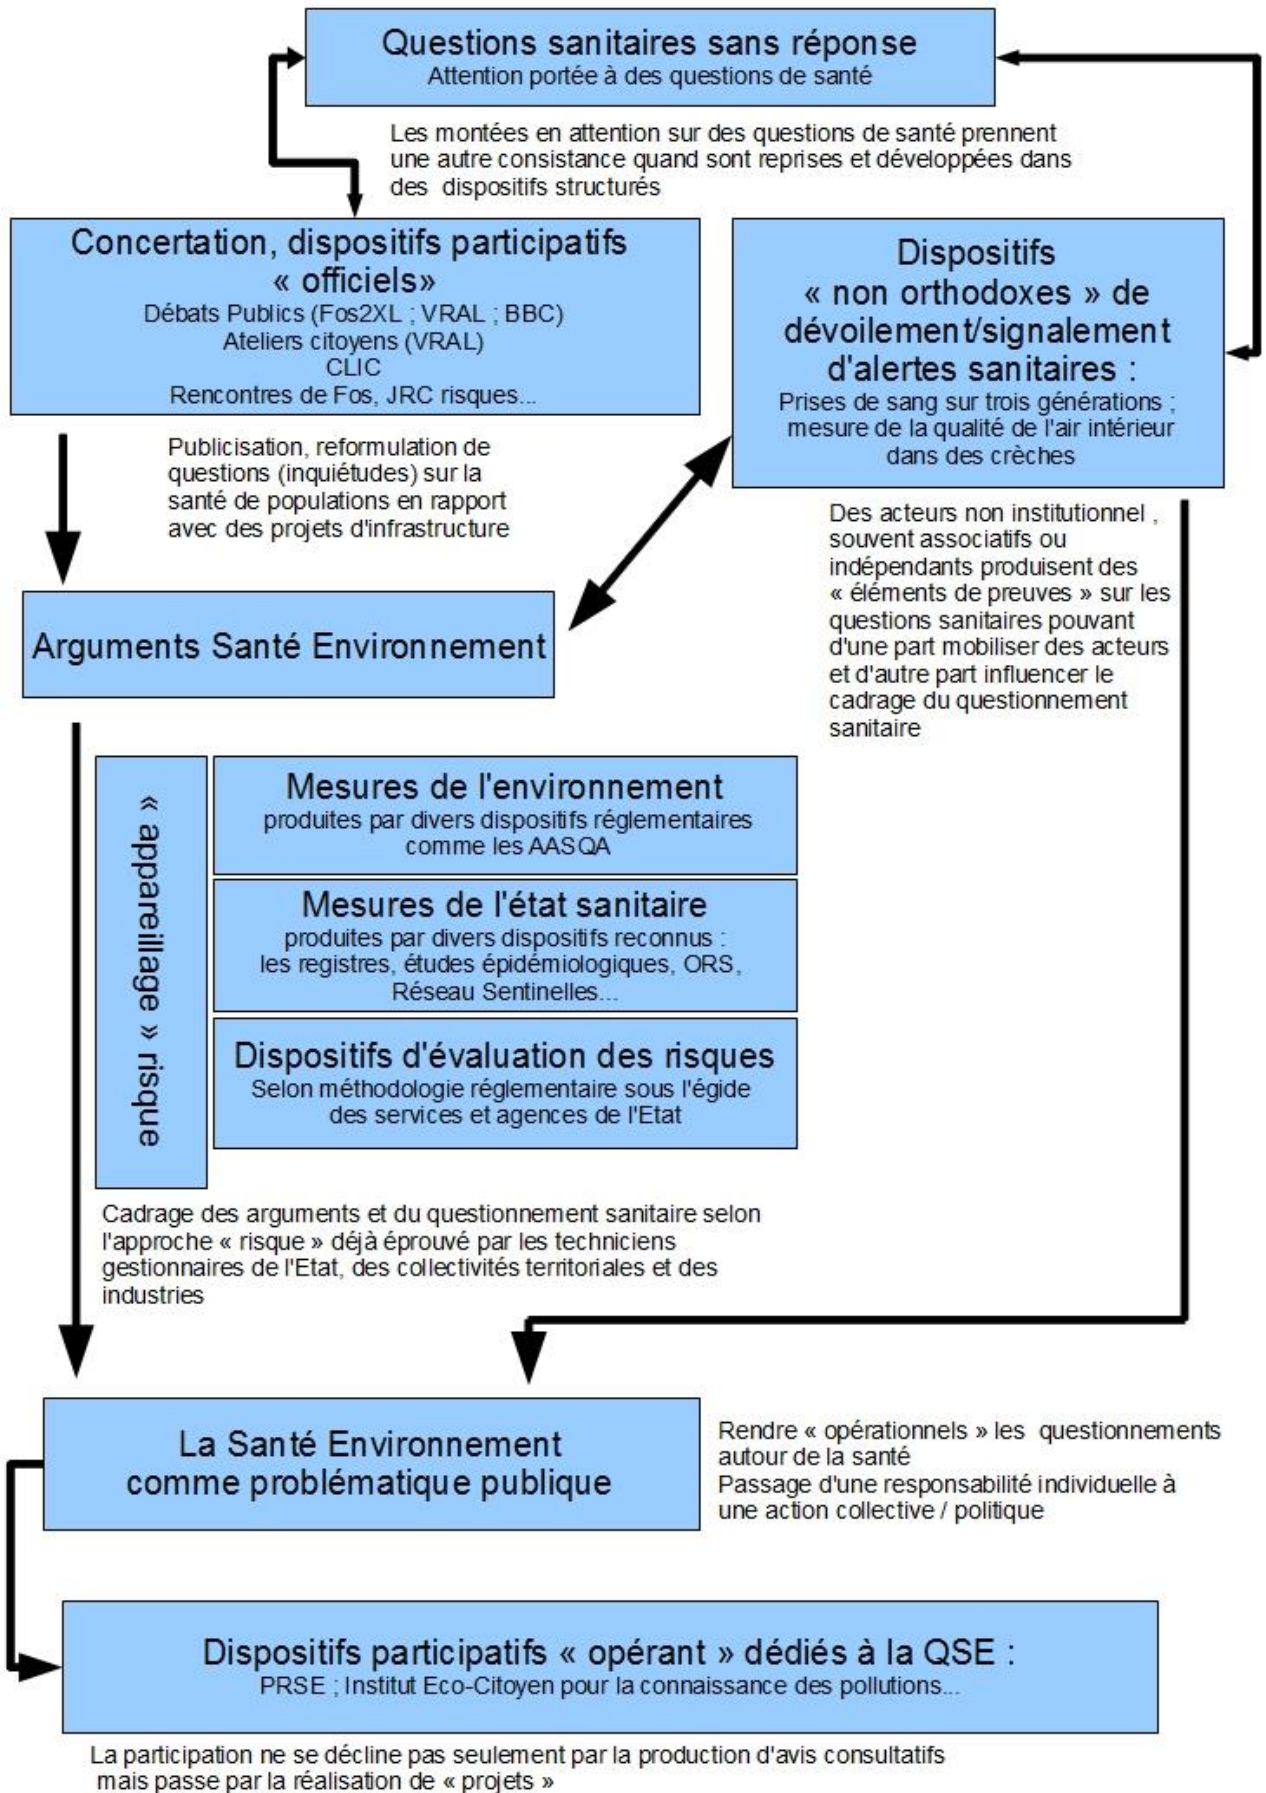 Questions sanitaires sans réponse
Attention portée à des questions de santé
Les montées en attention sur des questions de santé prennent
une autre consistance quand sont reprises et développées dans
des dispositifs structurés
Concertation, dispositifs participatifs
« officiels»
Débats Publics (Fos2XL ; VRAL ; BBC)
Ateliers citoyens (VRAL)
CLIC
Rencontres de Fos, JRC risques...
Dispositifs
« non orthodoxes » de
dévoilement/signalement
d'alertes sanitaires :
Prises de sang sur trois générations ;
mesure de la qualité de l'air intérieur
dans des crèches
Publicisation, reformulation de
questions (inquiétudes) sur la
santé de populations en rapport
avec des projets d'infrastructure
Des acteurs non institutionnel ,
souvent associatifs ou
indépendants produisent des
« éléments de preuves » sur les
questions sanitaires pouvant
d'une part mobiliser des acteurs
et d'autre part influencer le
cadrage du questionnement
sanitaire
Arguments Santé Environnement
« appareillage » risque
Mesures de l'environnement
produites par divers dispositifs réglementaires
comme les AASQA
Mesures de l'état sanitaire
produites par divers dispositifs reconnus :
les registres, études épidémiologiques, ORS,
Réseau Sentinelles...
Dispositifs d'évaluation des risques
Selon méthodologie réglementaire sous l'égide
des services et agences de l'Etat
Cadrage des arguments et du questionnement sanitaire selon
l'approche « risque » déjà éprouvé par les techniciens
gestionnaires de l'Etat, des collectivités territoriales et des
industries
La Santé Environnement
comme problématique publique
Rendre « opérationnels » les questionnements
autour de la santé
Passage d'une responsabilité individuelle à
une action collective / politique
Dispositifs participatifs « opérant » dédiés à la QSE :
PRSE ; Institut Eco-Citoyen pour la connaissance des pollutions...
La participation ne se décline pas seulement par la production d'avis consultatifs
mais passe par la réalisation de « projets »